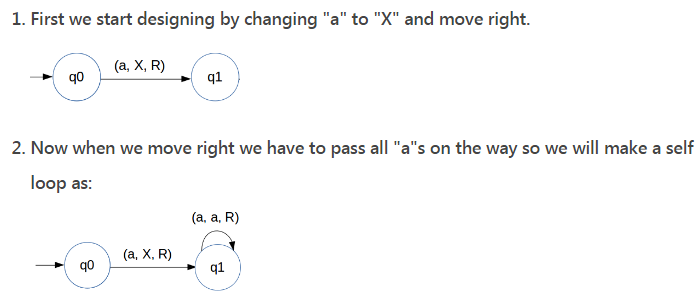 1. First we start designing by changing "a" to "X" and move right.
(a, X, R)
q0 q1
2. Now when we move right we have to pass all "a"s on the way so we will make a self
loop as:
(a, a, R)
(a, X, R)
q0 q1